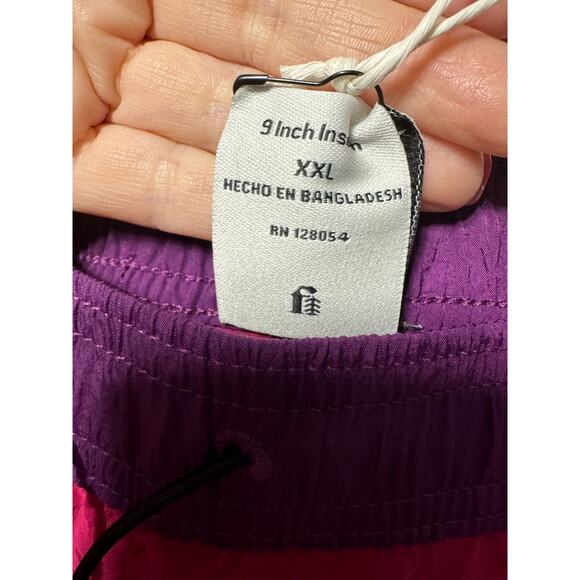 9 Inch
XXL
HECHO EN BANGLADESH
RN 128054